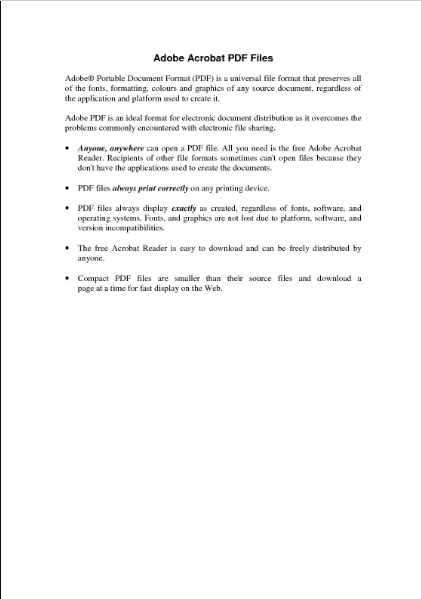 Adobe Acrobat PDF Files
Adobe® Portable Document Format (PDF) is a universal file format that preserves all
of the fonts, formatting, colours and graphics of any source document, regardless of
the application and platform used to create it.
Adobe PDF is an ideal format for electronic document distribution as it overcomes the
problems commonly encountered with electronic file sharing.
• Anyone, anywhere can open a PDF file. All you need is the free Adobe Acrobat
Reader. Recipients of other file formats sometimes can't open files because they
don't have the applications used to create the documents.
• PDF files always print correctly on any printing device.
• PDF files always display exactly as created, regardless of fonts, software, and
operating systems. Fonts, and graphics are not lost due to platform, software, and
version incompatibilities.
• The free Acrobat Reader is easy to download and can be freely distributed by
anyone.
• Compact PDF files are smaller than their source files and download a
page at a time for fast display on the Web.